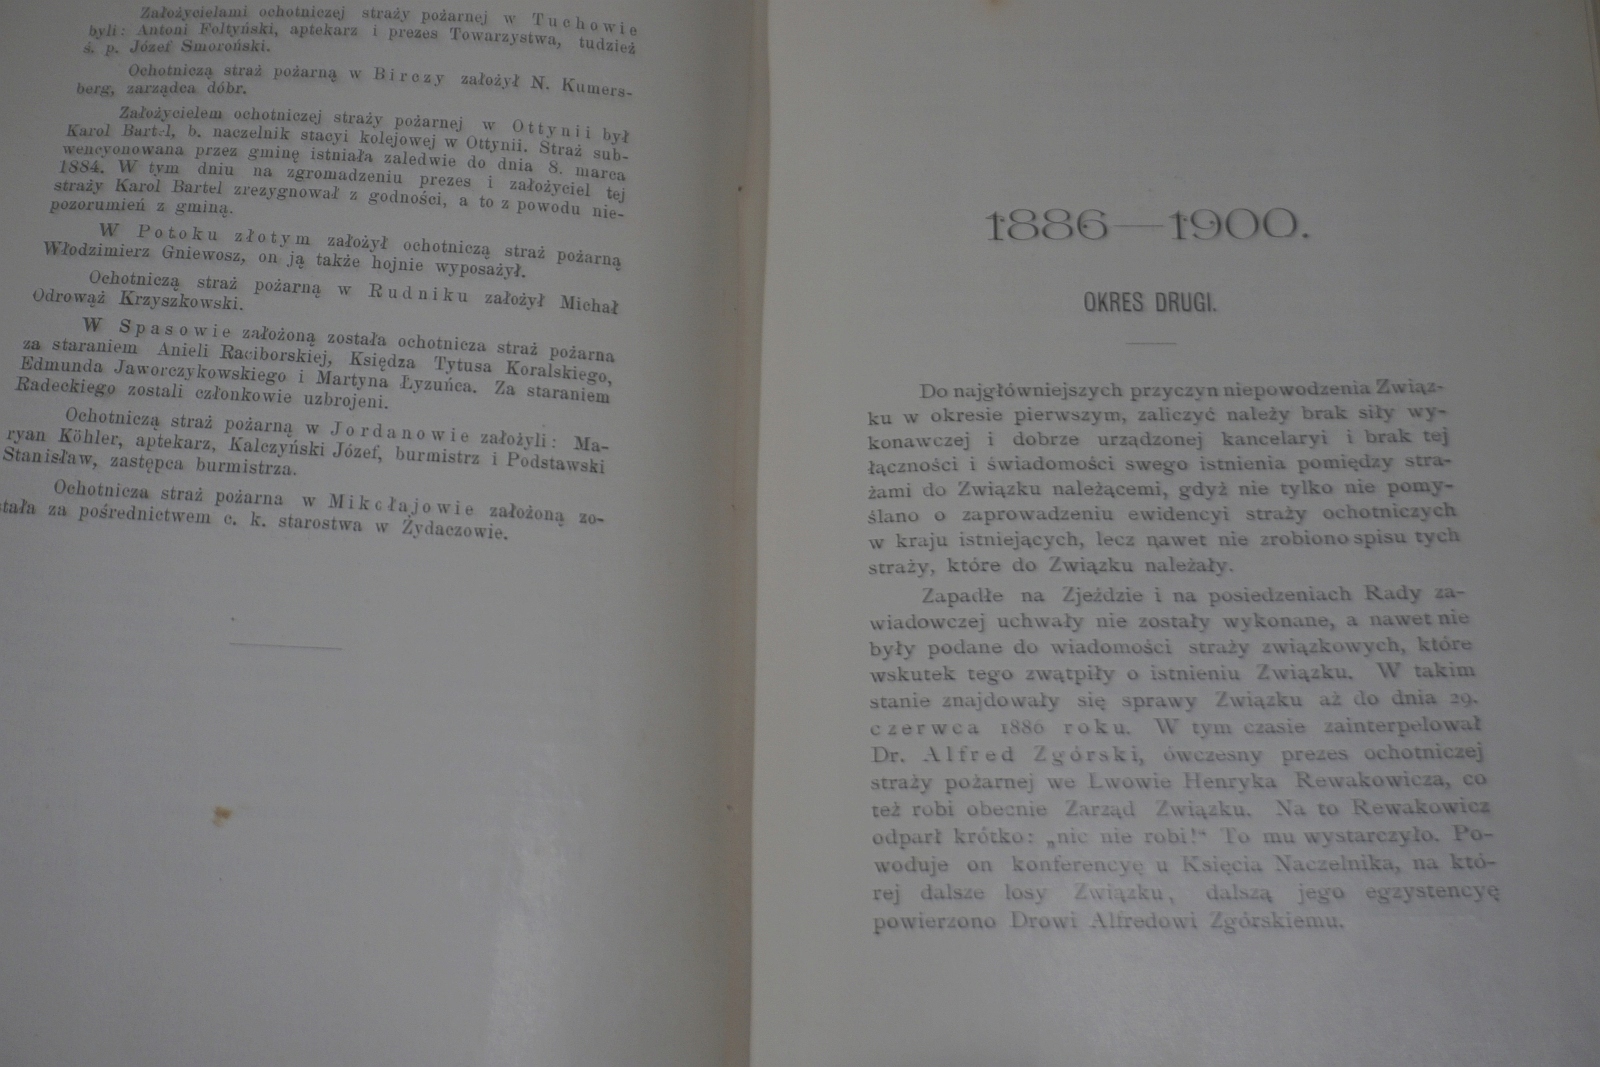 Założycielami ochotniczej straży pożarnej w Tuchowie
byli: Antoni Foltyński, aptekarz i prezes Towarzystwa, tudzież
ś. p. Józef Smoroński.
Ochotniczą straż pożarną w Birczy założył N. Kumers-
berg, zarządca dóbr.
Założycielem ochotniczej straży pożarnej w Ottynii był
Karol Bartel, b. naczelnik stacyi kolejowej w Ottynii. Straż sub-
wencyonowana przez gminę istniała zaledwie do dnia 8. marca
1884. W tym dniu na zgromadzeniu prezes i założyciel tej
straży Karol Bartel zrezygnował z godności, a to z powodu nie-
pozorumień z gminą.
W Potoku złotym założył ochotniczą straż pożarną
Włodzimierz Gniewosz, on ją także hojnie wyposażył.
Ochotniczą straż pożarną w Rudniku założył Michał
Odrowąż Krzyszkowski.
W Spasowie założoną została ochotnicza straż pożarna
za staraniem Anieli Raciborskiej, Księdza Tytusa Koralskiego,
Edmunda Jaworczykowskiego i Martyna Łyzuńca. Za staraniem
Radeckiego zostali członkowie uzbrojeni.
Ochotniczą straż pożarną w Jordanowie założyli: Ma-
ryan Köhler, aptekarz, Kalczyński Józef, burmistrz i Podstawski
Stanisław, zastępca burmistrza.
Ochotnicza straż pożarna w Mikołajowie założoną zo-
stała za pośrednictwem c. k. starostwa w Żydaczowie.
1886—1900.
OKRES DRUGI.
Do najgłówniejszych przyczyn niepowodzenia Związ-
ku w okresie pierwszym, zaliczyć należy brak siły wy-
konawczej i dobrze urządzonej kancelaryi i brak tej
łączności i świadomości swego istnienia pomiędzy stra-
żami do Związku należącemi, gdyż nie tylko nie pomy-
ślano o zaprowadzeniu ewidencyi straży ochotniczych
w kraju istniejących, lecz nawet nie zrobiono spisu tych
straży, które do Związku należały.
Zapadłe na Zjeździe i na posiedzeniach Rady za-
wiadowczej uchwały nie zostały wykonane, a nawet nie
były podane do wiadomości straży związkowych, które
wskutek tego zwątpiły o istnieniu Związku. W takim
stanie znajdowały się sprawy Związku aż do dnia 29.
czerwca 1886 roku. W tym czasie zainterpelował
Dr. Alfred Zgórski, ówczesny prezes ochotniczej
straży pożarnej we Lwowie Henryka Rewakowicza, co
też robi obecnie Zarząd Związku. Na to Rewakowicz
odparł krótko: „nic nie robi!“ To mu wystarczyło. Po-
woduje on konferencyę u Księcia Naczelnika, na któ-
rej dalsze losy Związku, dalszą jego egzystencyę
powierzono Drowi Alfredowi Zgórskiemu.